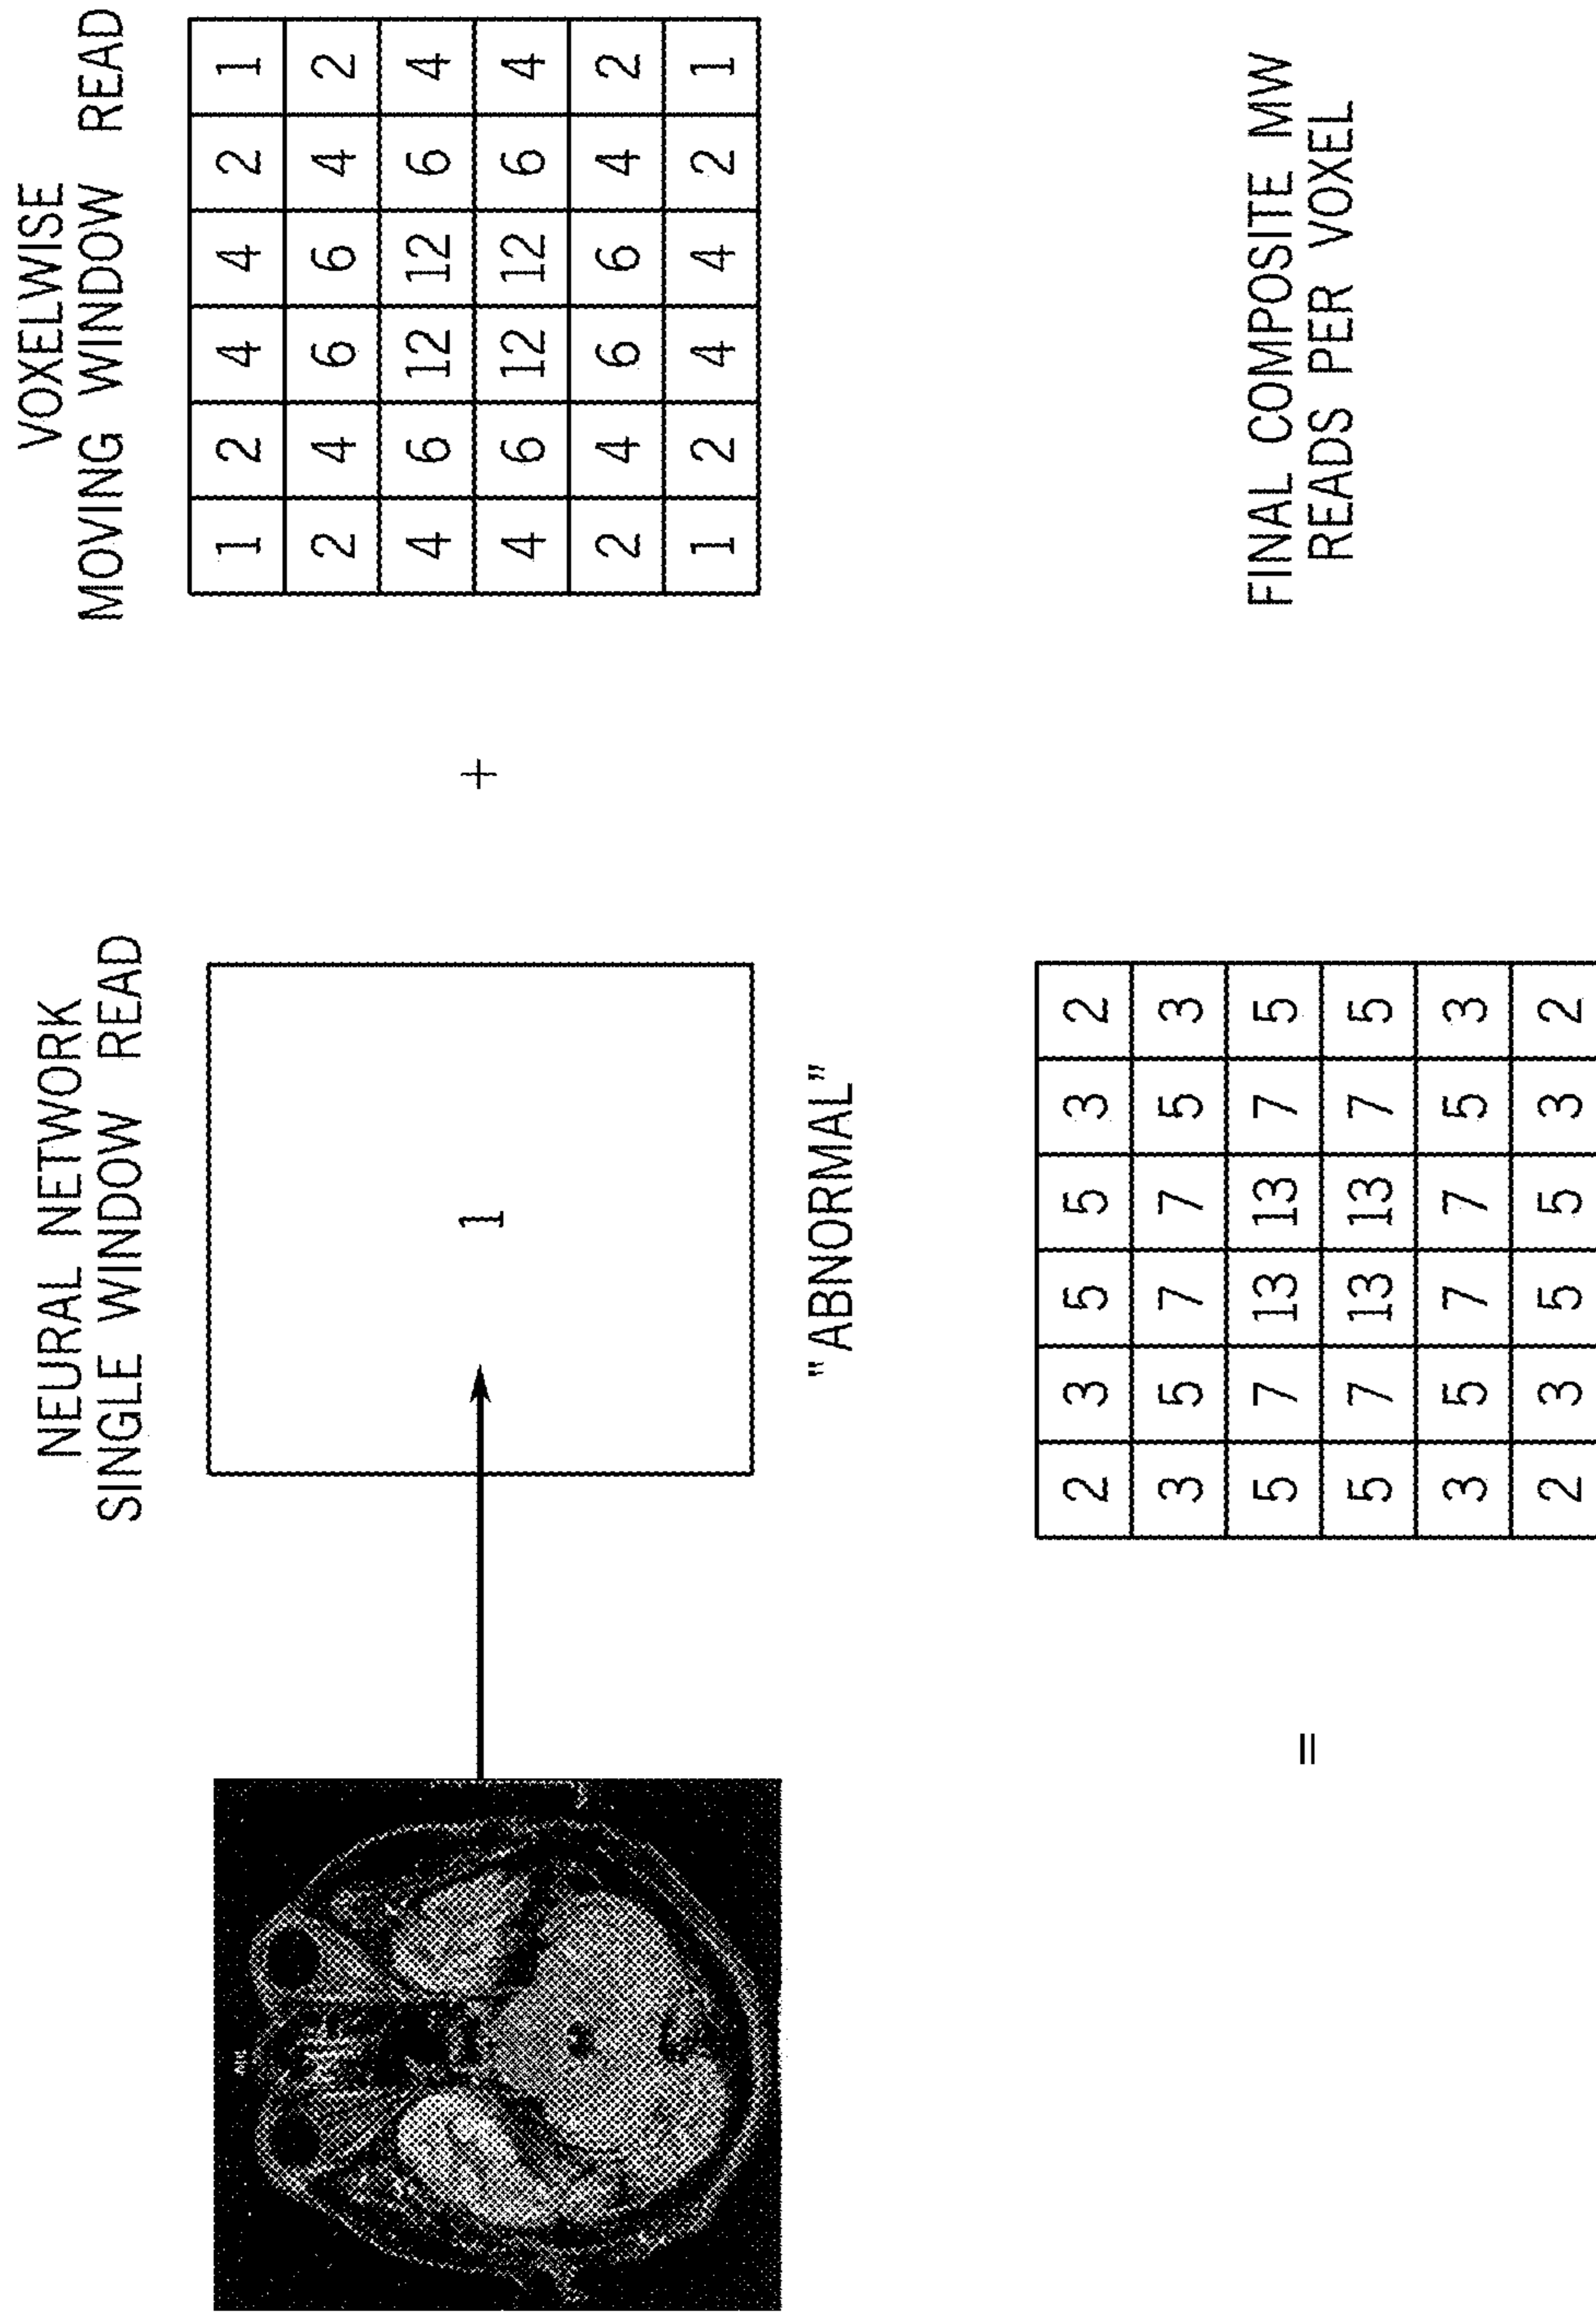 NEURAL NETWORK
SINGLE WINDOW READ
1
"ABNORMAL"
+
VOXELWISE
MOVING WINDOW READ
1 2 4 4 2 1
2 4 6 6 4 2
4 6 12 12 6 4
4 6 12 12 6 4
2 4 6 6 4 2
1 2 4 4 2 1
=
2 3 5 5 3 2
3 5 7 7 5 3
5 7 13 13 7 5
5 7 13 13 7 5
3 5 7 7 5 3
2 3 5 5 3 2
FINAL COMPOSITE MW
READS PER VOXEL